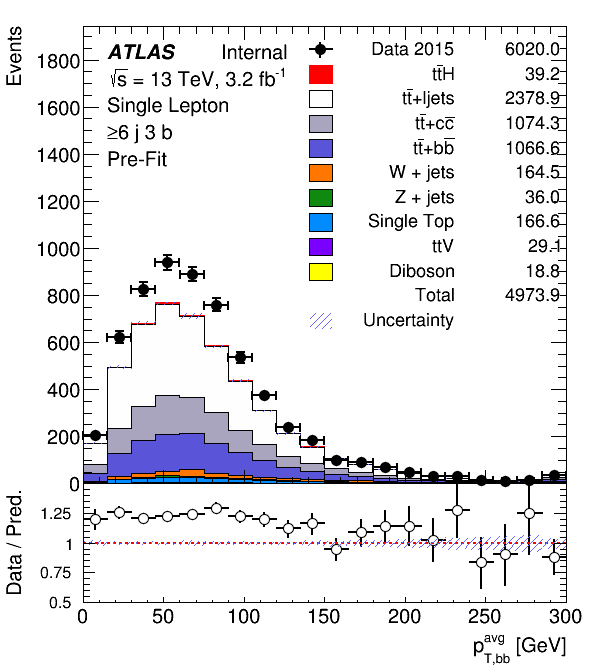 Events
1800
1600
1400
1200
1000
800
600
400
200
0
ATLAS Internal
√s = 13 TeV, 3.2 fb⁻¹
Single Lepton
≥6 j 3 b
Pre-Fit
Data 2015 6020.0
tt̄H 39.2
tt̄+ljets 2378.9
tt̄+cc̄ 1074.3
tt̄+bb̄ 1066.6
W + jets 164.5
Z + jets 36.0
Single Top 166.6
ttV 29.1
Diboson 18.8
Total 4973.9
Uncertainty
Data / Pred.
1.25
1
0.75
0.5
0 50 100 150 200 250 300
p_{T,bb}^{avg} [GeV]